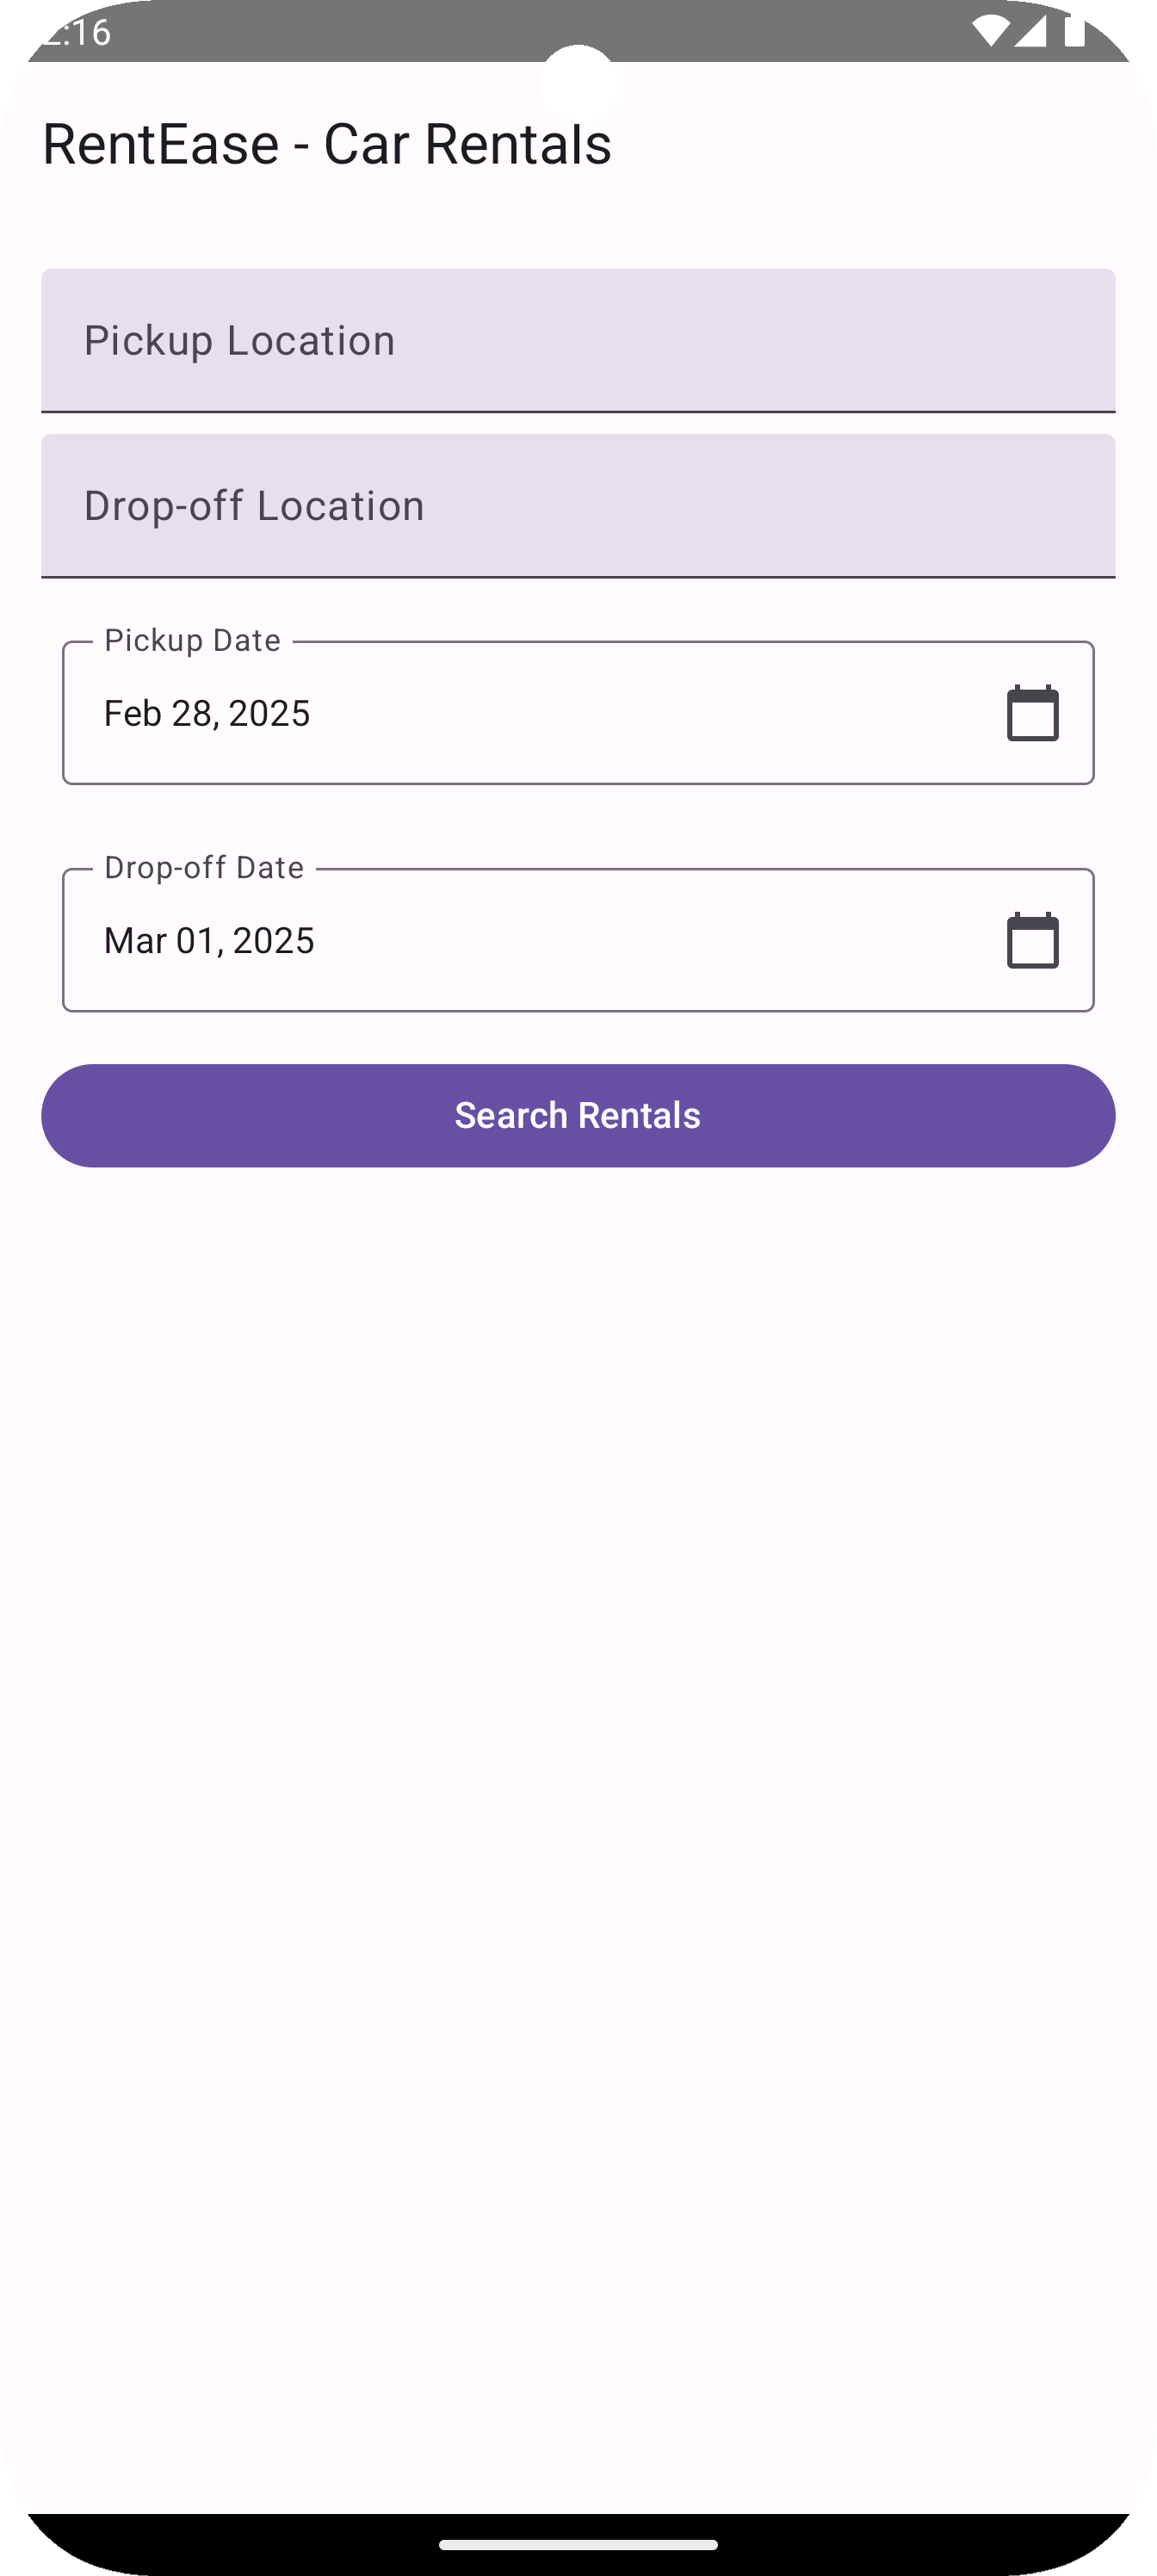 2:16
RentEase - Car Rentals
Pickup Location
Drop-off Location
Pickup Date
Feb 28, 2025
Drop-off Date
Mar 01, 2025
Search Rentals